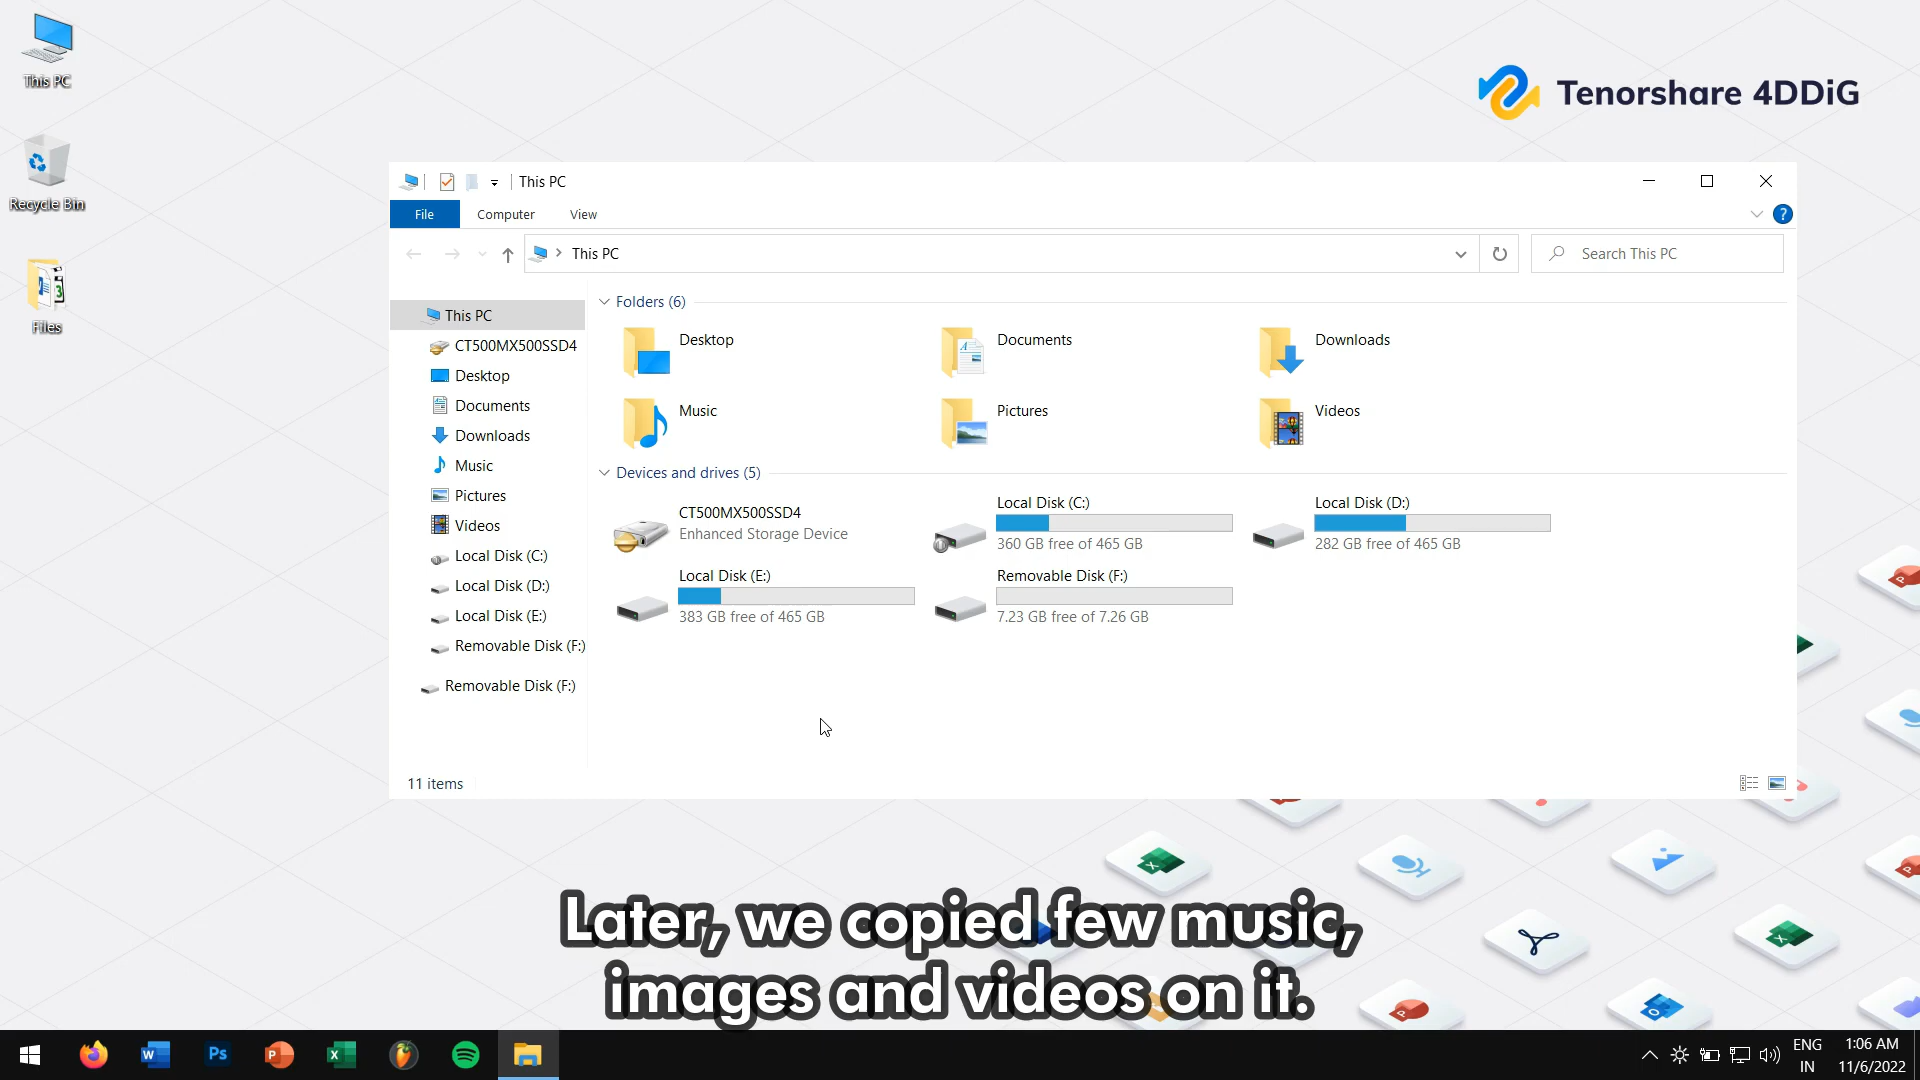 This PC
Recycle Bin
Files
Tenorshare 4DDiG
This PC
File
Computer
View
?
This PC
Search This PC
This PC
CT500MX500SSD4
Desktop
Documents
Downloads
Music
Pictures
Videos
Local Disk (C:)
Local Disk (D:)
Local Disk (E:)
Removable Disk (F:)
Removable Disk (F:)
Folders (6)
Desktop
Documents
Downloads
Music
Pictures
Videos
Devices and drives (5)
CT500MX500SSD4
Enhanced Storage Device
Local Disk (C:)
360 GB free of 465 GB
Local Disk (D:)
282 GB free of 465 GB
Local Disk (E:)
383 GB free of 465 GB
Removable Disk (F:)
7.23 GB free of 7.26 GB
11 items
Later, we copied few music,
images and videos on it.
W
Ps
P
X
ENG
IN
1:06 AM
11/6/2022